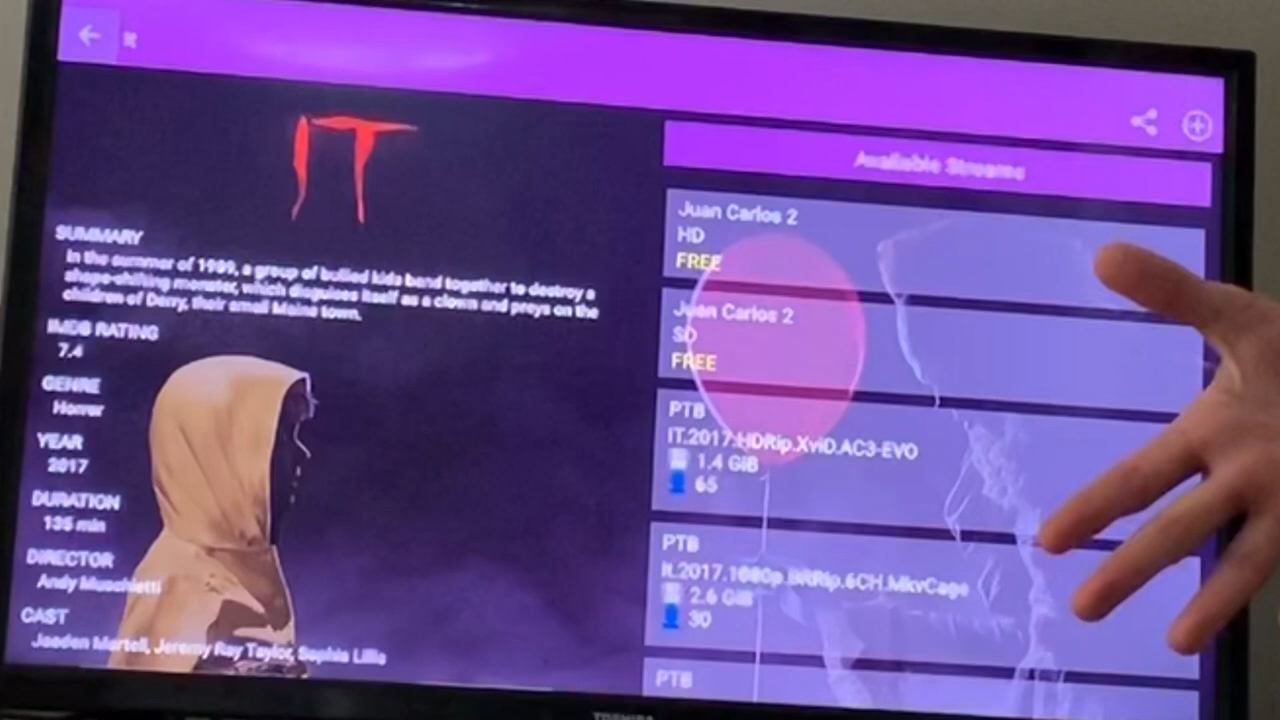 It
IT
SUMMARY
In the summer of 1989, a group of bullied kids band together to destroy a
shape-shifting monster, which disguises itself as a clown and preys on the
children of Derry, their small Maine town.
IMDB RATING
7.4
GENRE
Horror
YEAR
2017
DURATION
135 min
DIRECTOR
Andy Muschietti
CAST
Jaeden Martell, Jeremy Ray Taylor, Sophia Lillis
Available Streams
Juan Carlos 2
HD
FREE
Juan Carlos 2
SD
FREE
PTB
IT.2017.HDRip.XviD.AC3-EVO
1.4 GiB
65
PTB
It.2017.1080p.BRRip.6CH.MkvCage
2.6 GiB
30
PTB
TOSHIBA